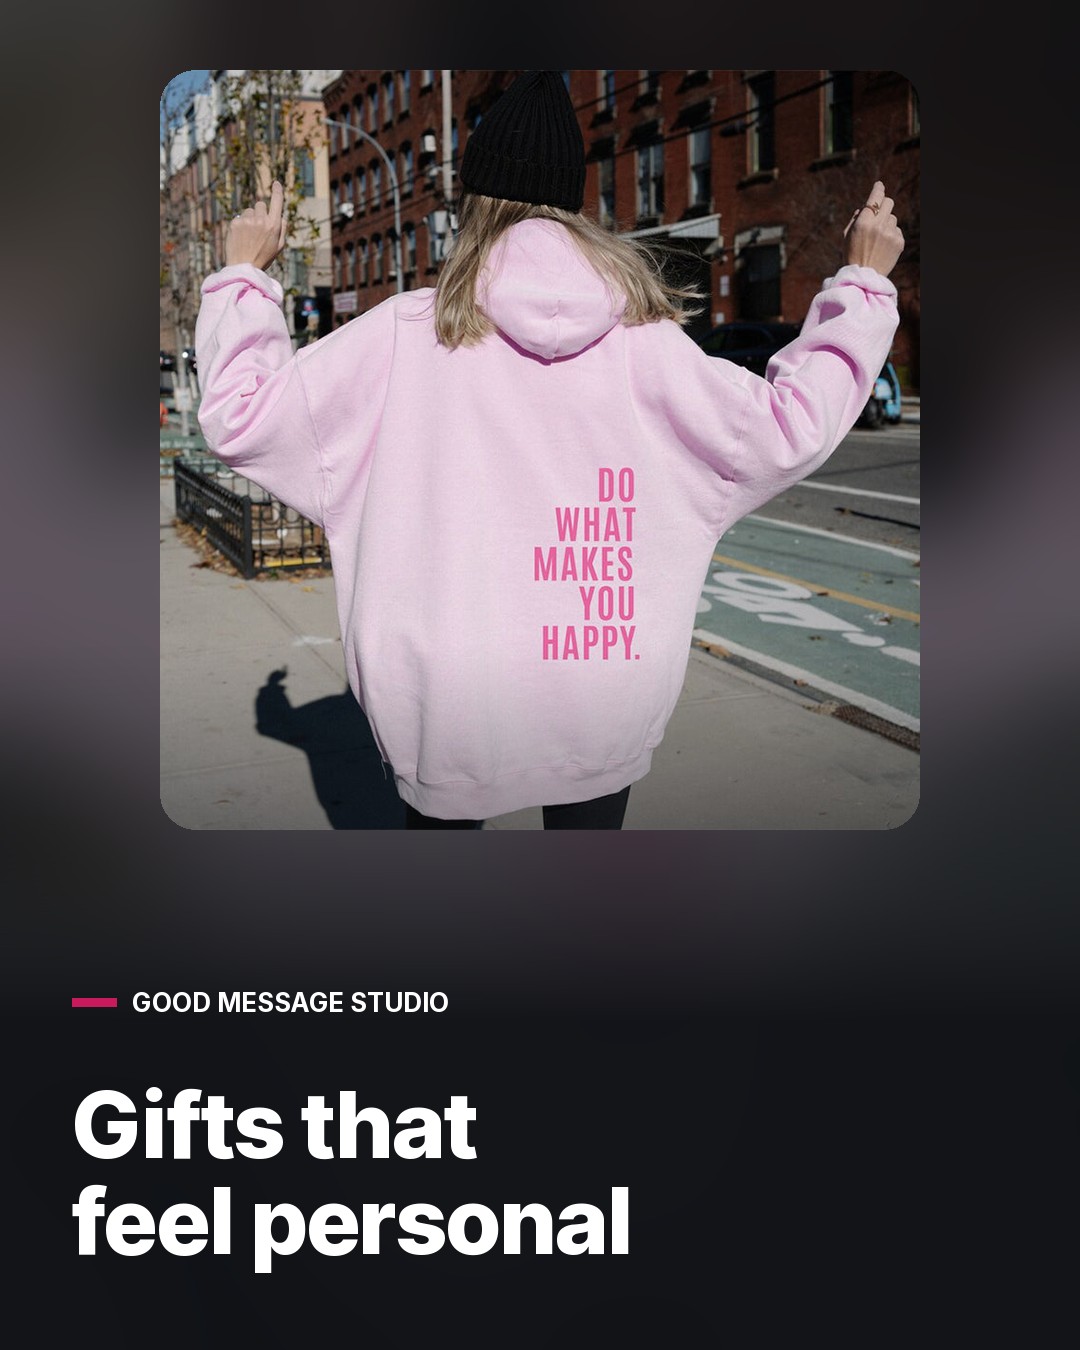 DO
WHAT
MAKES
YOU
HAPPY.
GOOD MESSAGE STUDIO
Gifts that
feel personal